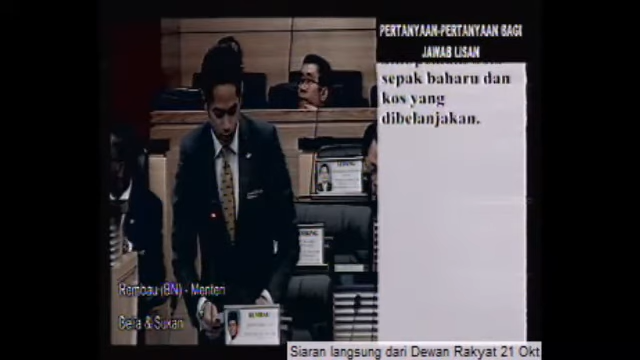 PERTANYAAN-PERTANYAAN BAGI
JAWAB LISAN
sepak baharu dan
kos yang
dibelanjakan.
Rembau (BN) - Menteri
Belia & Sukan
REMBAU
Siaran langsung dari Dewan Rakyat 21 Okt